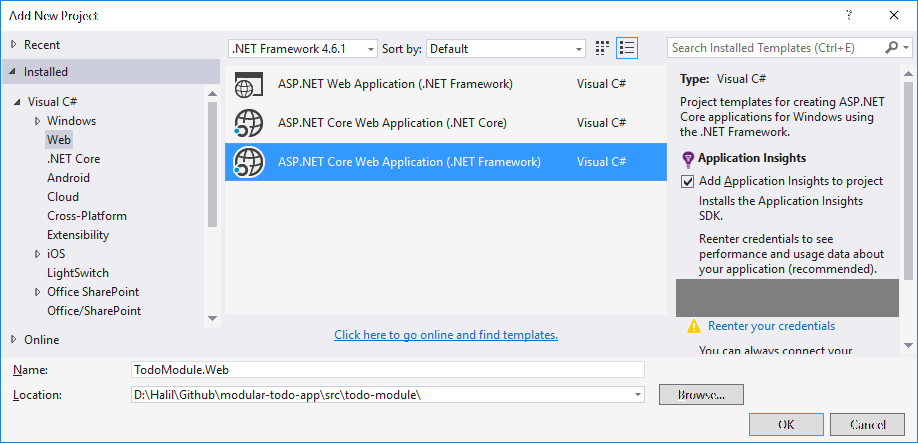 Add New Project
?
Recent
Installed
Visual C#
Windows
Web
.NET Core
Android
Cloud
Cross-Platform
Extensibility
iOS
LightSwitch
Office SharePoint
Office/SharePoint
Online
.NET Framework 4.6.1
Sort by: Default
ASP.NET Web Application (.NET Framework) Visual C#
ASP.NET Core Web Application (.NET Core) Visual C#
ASP.NET Core Web Application (.NET Framework) Visual C#
Click here to go online and find templates.
Search Installed Templates (Ctrl+E)
Type: Visual C#
Project templates for creating ASP.NET
Core applications for Windows using
the .NET Framework.
Application Insights
Add Application Insights to project
Installs the Application Insights
SDK.
Reenter credentials to see
performance and usage data about
your application (recommended).
Reenter your credentials
You can always connect your
Name: TodoModule.Web
Location: D:\Halil\Github\modular-todo-app\src\todo-module\
Browse...
OK Cancel